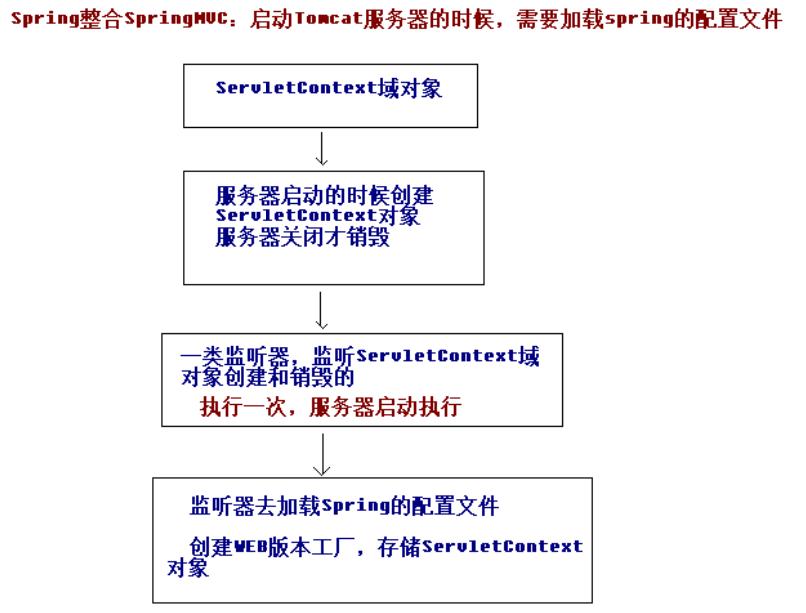 Spring整合SpringMVC：启动Tomcat服务器的时候，需要加载spring的配置文件
ServletContext域对象
服务器启动的时候创建
ServletContext对象
服务器关闭才销毁
一类监听器，监听ServletContext域
对象创建和销毁的
执行一次，服务器启动执行
监听器去加载Spring的配置文件
创建WEB版本工厂，存储ServletContext
对象